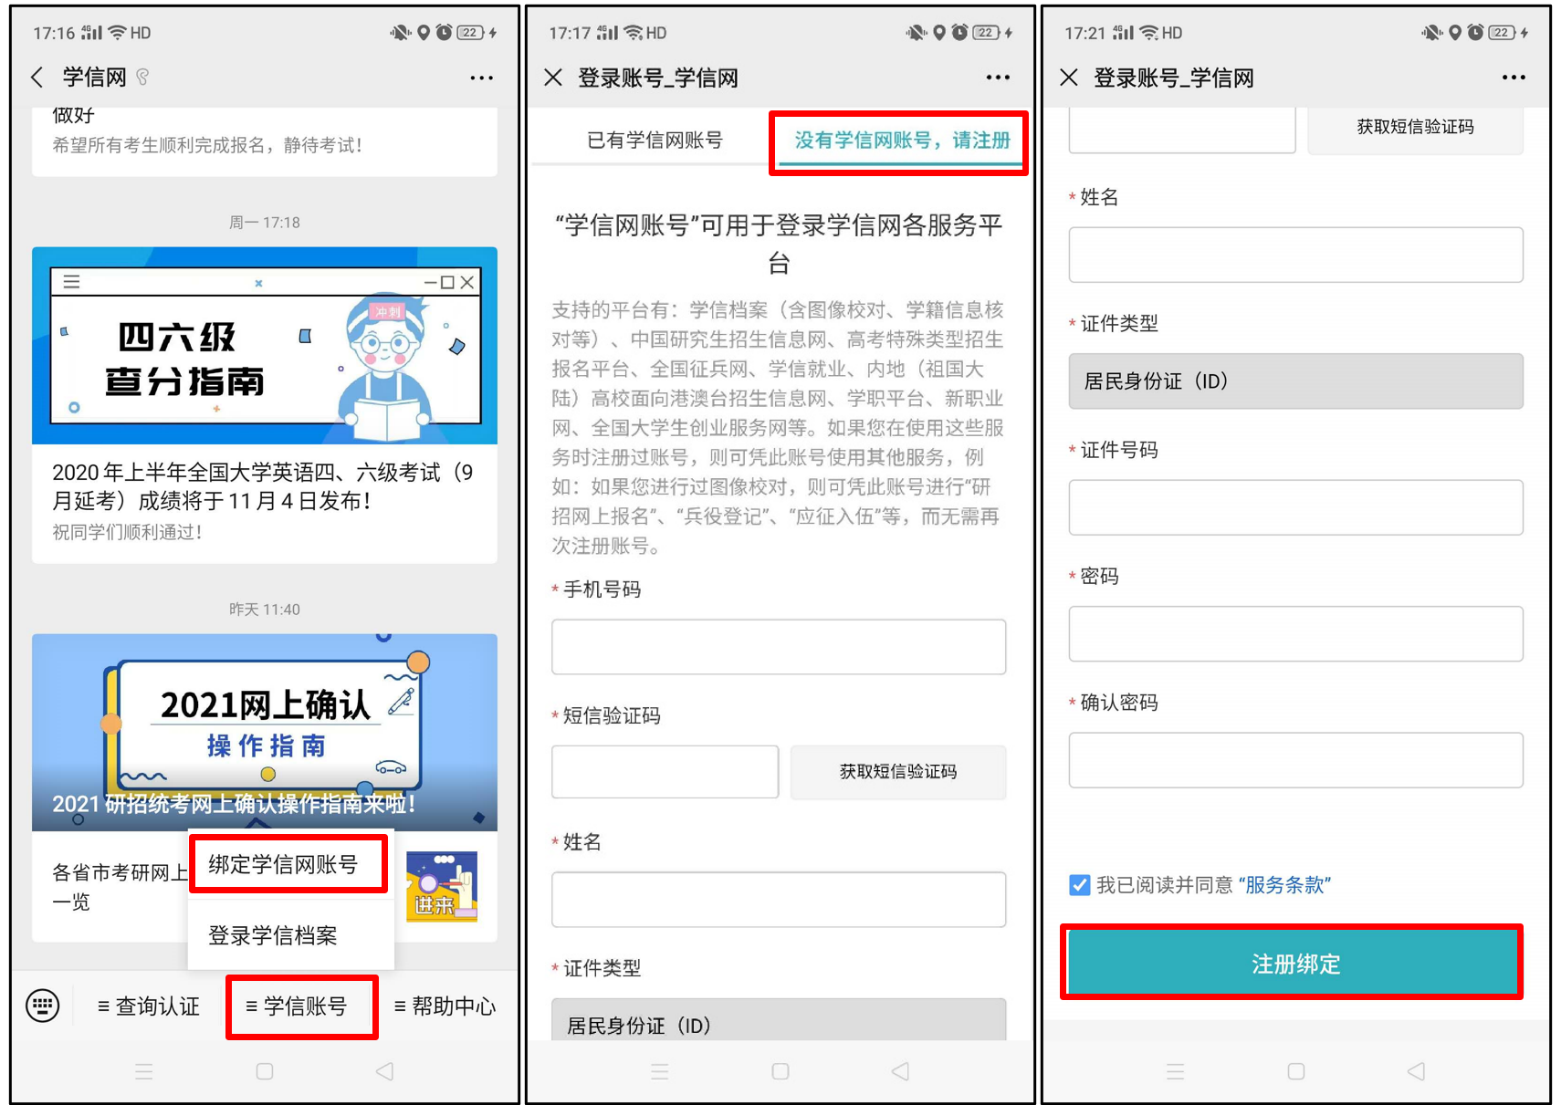 17:16 HD
22
学信网
做好
希望所有考生顺利完成报名，静待考试！
周一 17:18
冲刺
四六级
查分指南
2020 年上半年全国大学英语四、六级考试（9
月延考）成绩将于 11 月 4 日发布！
祝同学们顺利通过！
昨天 11:40
2021网上确认
操作指南
2021 研招统考网上确认操作指南来啦！
各省市考研网上
一览
进来
绑定学信网账号
登录学信档案
查询认证
学信账号
帮助中心
17:17 HD
22
登录账号_学信网
已有学信网账号
没有学信网账号，请注册
“学信网账号”可用于登录学信网各服务平
台
支持的平台有：学信档案（含图像校对、学籍信息核
对等）、中国研究生招生信息网、高考特殊类型招生
报名平台、全国征兵网、学信就业、内地（祖国大
陆）高校面向港澳台招生信息网、学职平台、新职业
网、全国大学生创业服务网等。如果您在使用这些服
务时注册过账号，则可凭此账号使用其他服务，例
如：如果您进行过图像校对，则可凭此账号进行“研
招网上报名”、“兵役登记”、“应征入伍”等，而无需再
次注册账号。
* 手机号码
* 短信验证码
获取短信验证码
* 姓名
* 证件类型
居民身份证（ID）
17:21 HD
22
登录账号_学信网
获取短信验证码
* 姓名
* 证件类型
居民身份证（ID）
* 证件号码
* 密码
* 确认密码
我已阅读并同意 “服务条款”
注册绑定